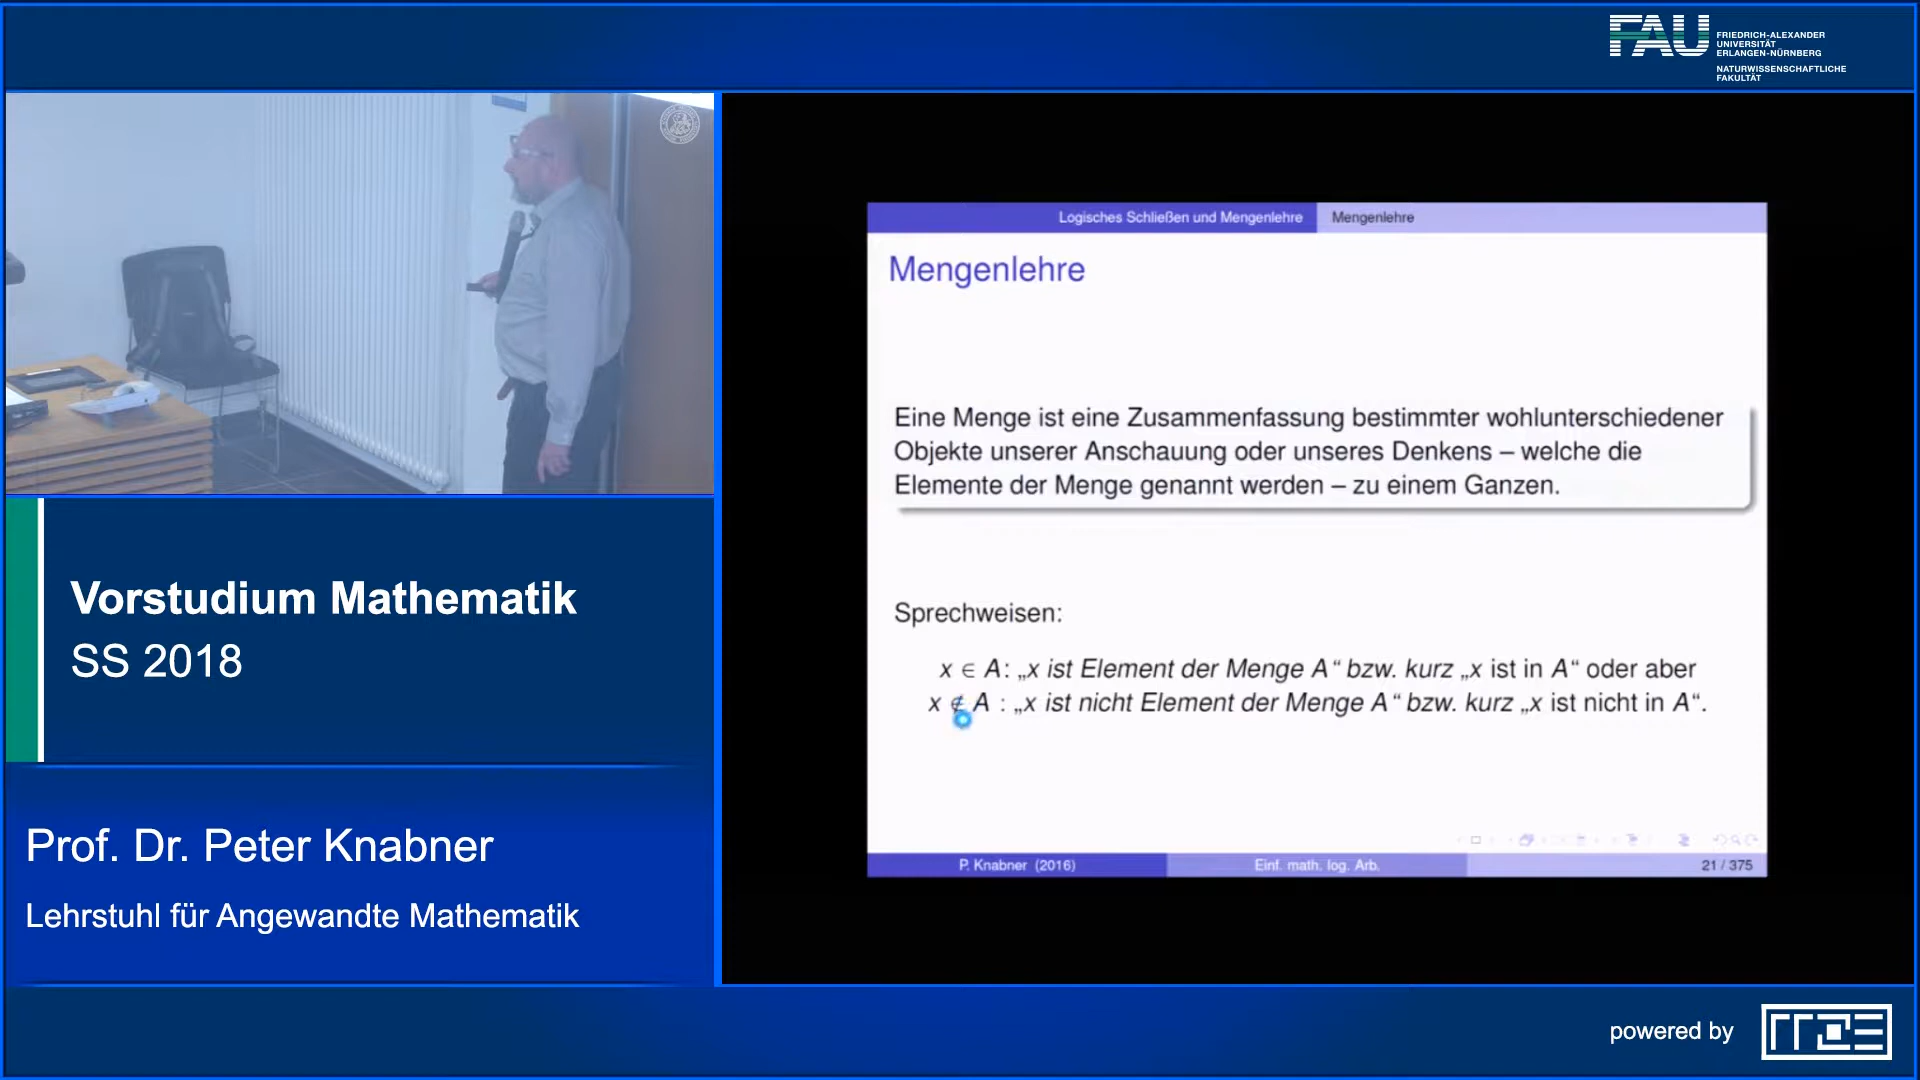 FAU
FRIEDRICH-ALEXANDER
UNIVERSITÄT
ERLANGEN-NÜRNBERG
NATURWISSENSCHAFTLICHE
FAKULTÄT
Logisches Schließen und Mengenlehre Mengenlehre
Mengenlehre
Eine Menge ist eine Zusammenfassung bestimmter wohlunterschiedener
Objekte unserer Anschauung oder unseres Denkens – welche die
Elemente der Menge genannt werden – zu einem Ganzen.
Sprechweisen:
x ∈ A: „x ist Element der Menge A“ bzw. kurz „x ist in A“ oder aber
x ∉ A : „x ist nicht Element der Menge A“ bzw. kurz „x ist nicht in A“.
P. Knabner (2016) Einf. math. log. Arb. 21 / 375
Vorstudium Mathematik
SS 2018
Prof. Dr. Peter Knabner
Lehrstuhl für Angewandte Mathematik
powered by
rrze